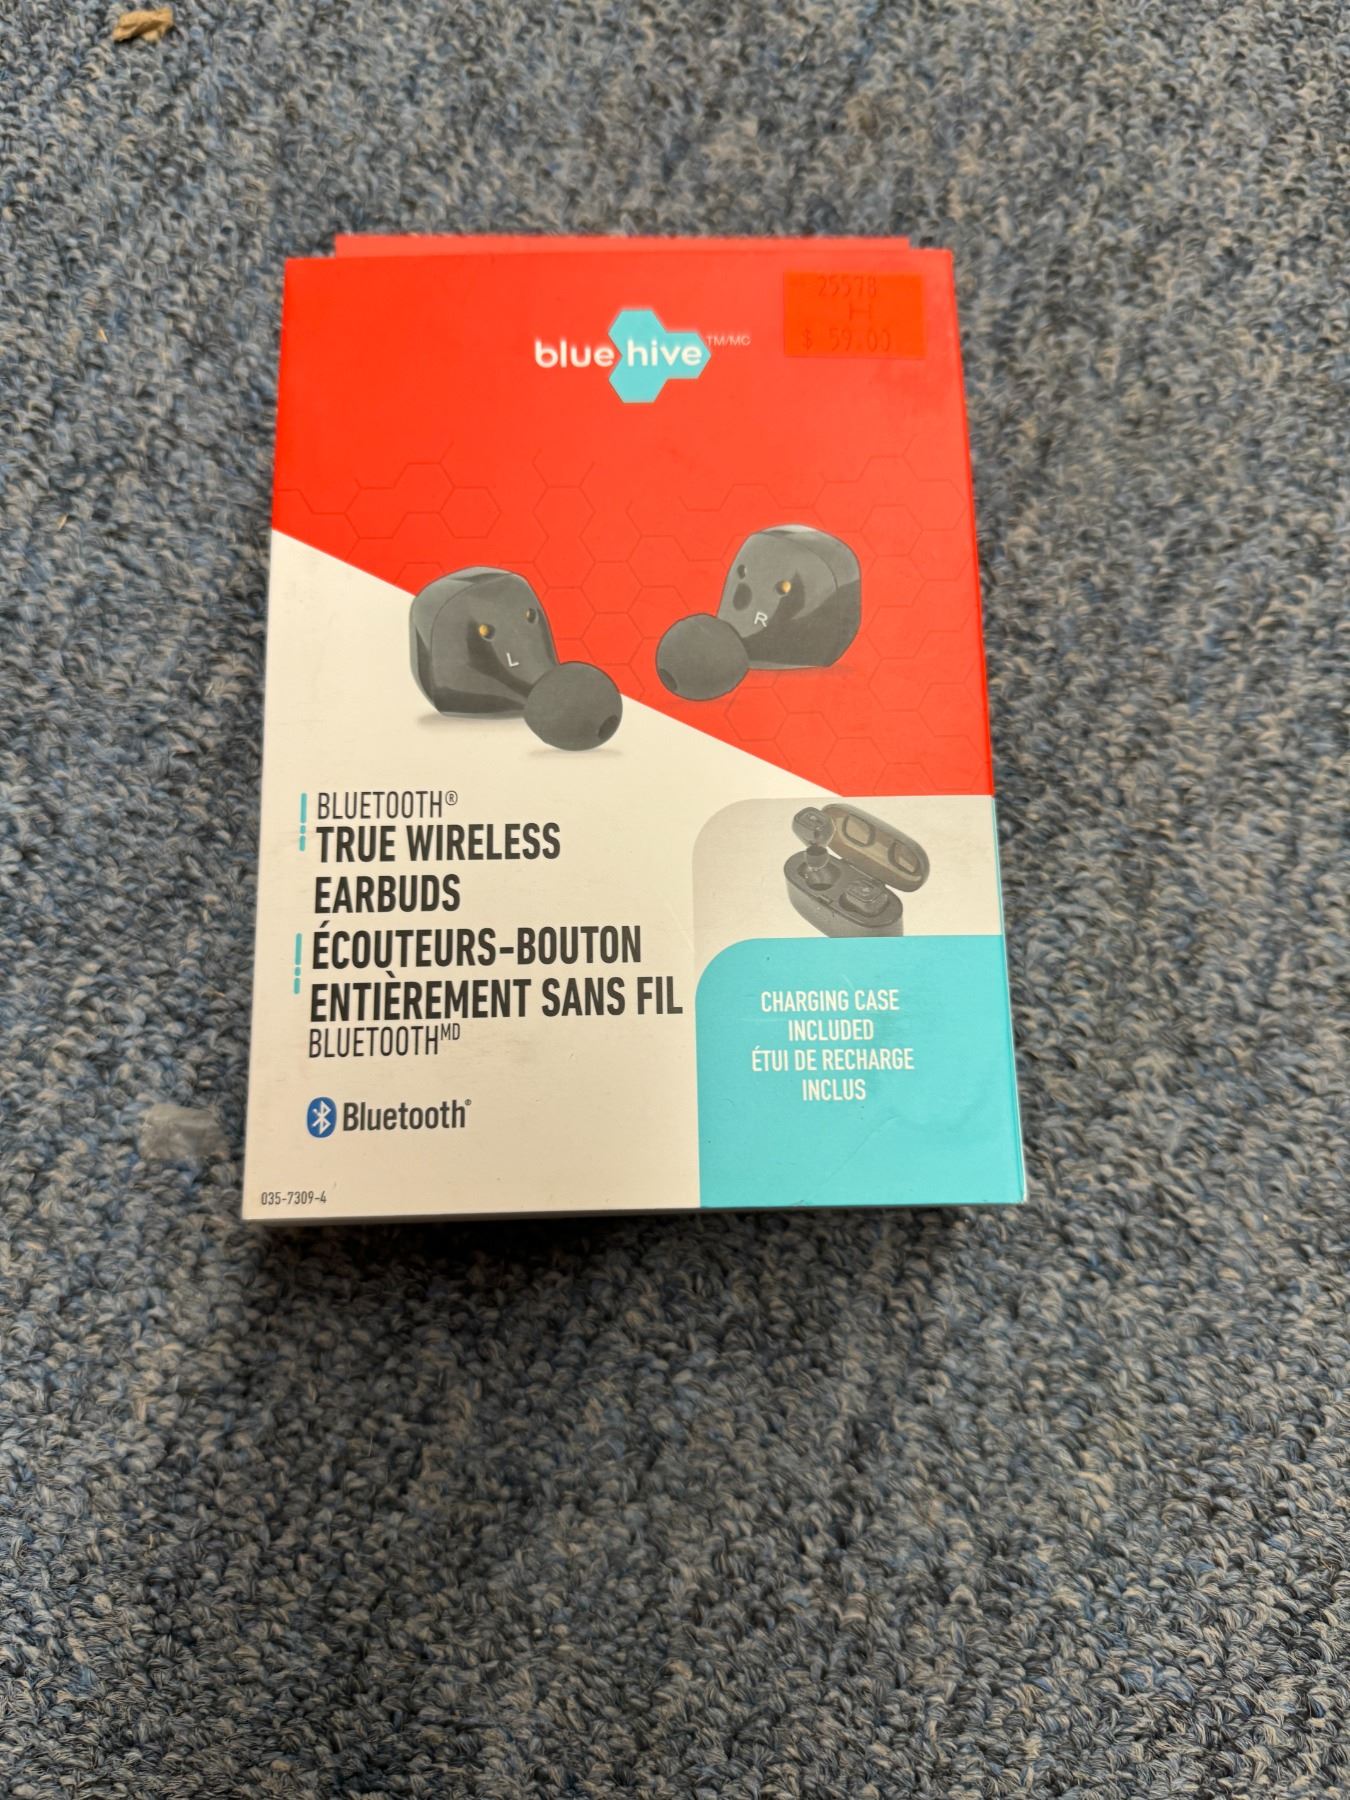 blue hive TM/MC
25578
H
$ 59.00
L
R
BLUETOOTH®
TRUE WIRELESS
EARBUDS
ÉCOUTEURS-BOUTON
ENTIÈREMENT SANS FIL
BLUETOOTHMD
CHARGING CASE
INCLUDED
ÉTUI DE RECHARGE
INCLUS
Bluetooth®
035-7309-4